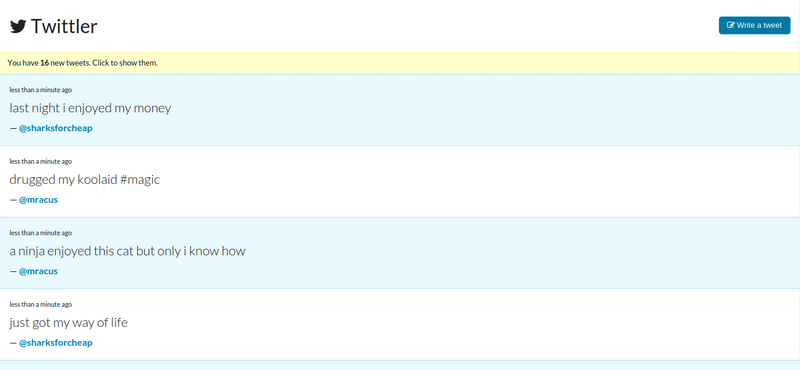 Twittler
Write a tweet
You have 16 new tweets. Click to show them.
less than a minute ago
last night i enjoyed my money
— @sharksforcheap
less than a minute ago
drugged my koolaid #magic
— @mracus
less than a minute ago
a ninja enjoyed this cat but only i know how
— @mracus
less than a minute ago
just got my way of life
— @sharksforcheap